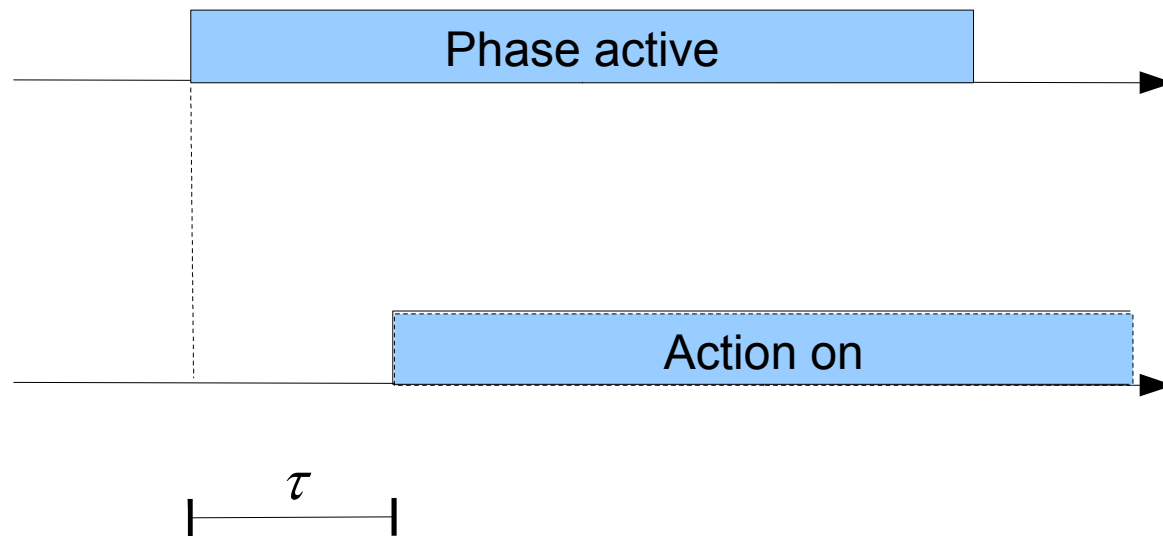 Phase active
Action on
τ